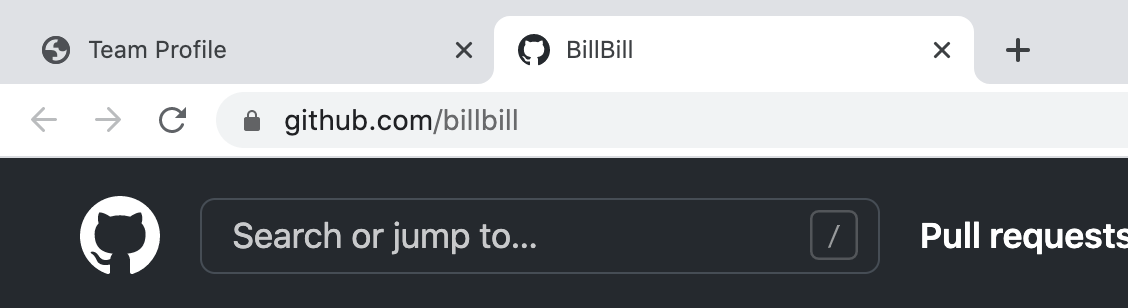 Team Profile
BillBill
github.com/billbill
Search or jump to...
/
Pull requests